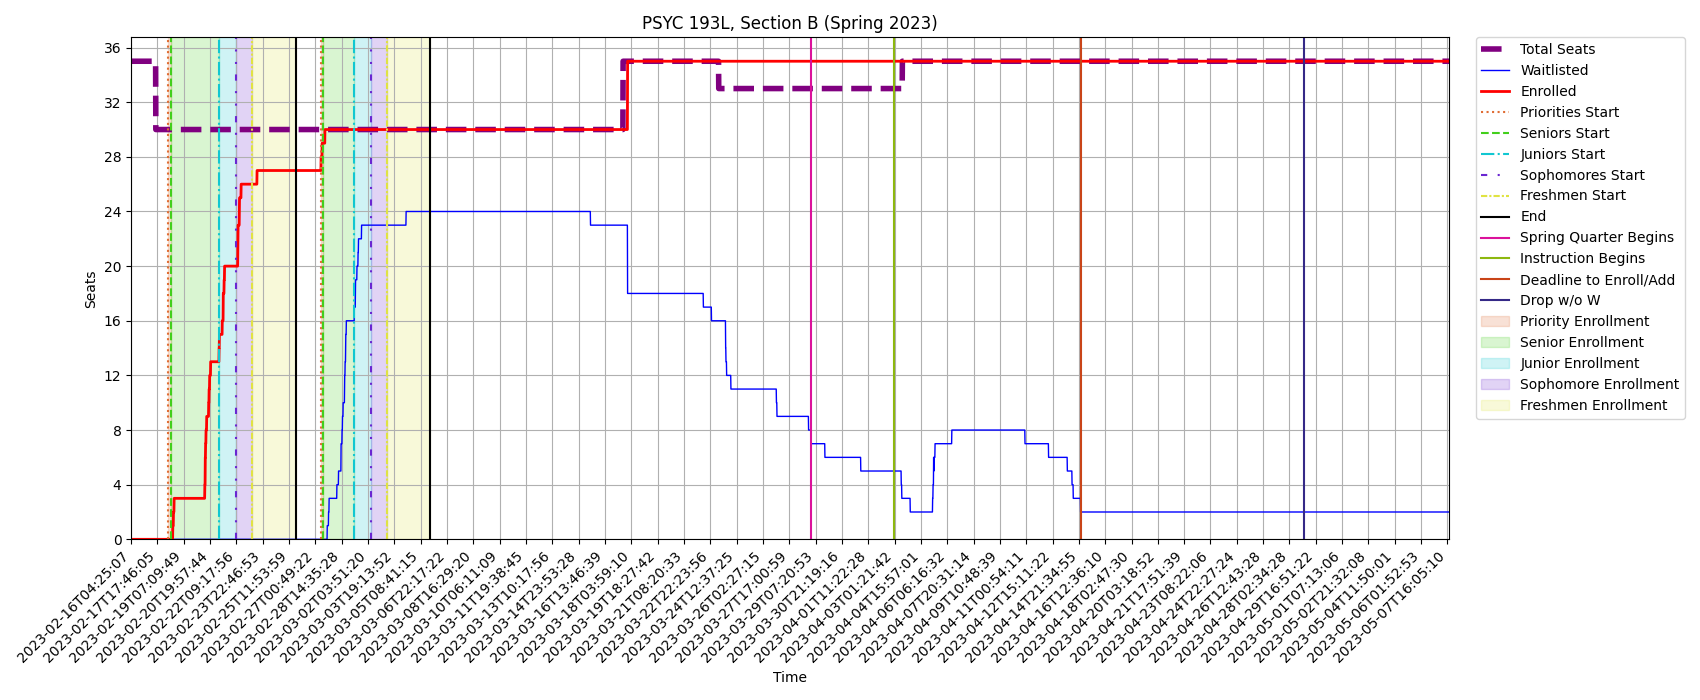 PSYC 193L, Section B (Spring 2023)
Seats
36
32
28
24
20
16
12
8
4
0
2023-02-16T04:25:07
2023-02-17T17:46:05
2023-02-19T07:09:49
2023-02-20T19:57:44
2023-02-22T09:17:56
2023-02-23T22:46:53
2023-02-25T11:53:59
2023-02-27T00:49:22
2023-02-28T14:35:28
2023-03-02T03:51:20
2023-03-03T19:13:52
2023-03-05T08:41:15
2023-03-06T22:17:22
2023-03-08T16:29:20
2023-03-10T06:11:09
2023-03-11T19:38:45
2023-03-13T10:17:56
2023-03-14T23:53:28
2023-03-16T13:46:39
2023-03-18T03:59:10
2023-03-19T18:27:42
2023-03-21T08:20:33
2023-03-22T22:23:56
2023-03-24T12:37:25
2023-03-26T02:27:15
2023-03-27T17:00:59
2023-03-29T07:20:53
2023-03-30T21:19:16
2023-04-01T11:22:28
2023-04-03T01:21:42
2023-04-04T15:57:01
2023-04-06T06:16:32
2023-04-07T20:31:14
2023-04-09T10:48:39
2023-04-11T00:54:11
2023-04-12T15:11:22
2023-04-14T21:34:55
2023-04-16T12:36:10
2023-04-18T02:47:30
2023-04-20T03:18:52
2023-04-21T17:51:39
2023-04-23T08:22:06
2023-04-24T22:27:24
2023-04-26T12:43:28
2023-04-28T02:34:28
2023-04-29T16:51:22
2023-05-01T07:13:06
2023-05-02T21:32:08
2023-05-04T11:50:01
2023-05-06T01:52:53
2023-05-07T16:05:10
Time
Total Seats
Waitlisted
Enrolled
Priorities Start
Seniors Start
Juniors Start
Sophomores Start
Freshmen Start
End
Spring Quarter Begins
Instruction Begins
Deadline to Enroll/Add
Drop w/o W
Priority Enrollment
Senior Enrollment
Junior Enrollment
Sophomore Enrollment
Freshmen Enrollment